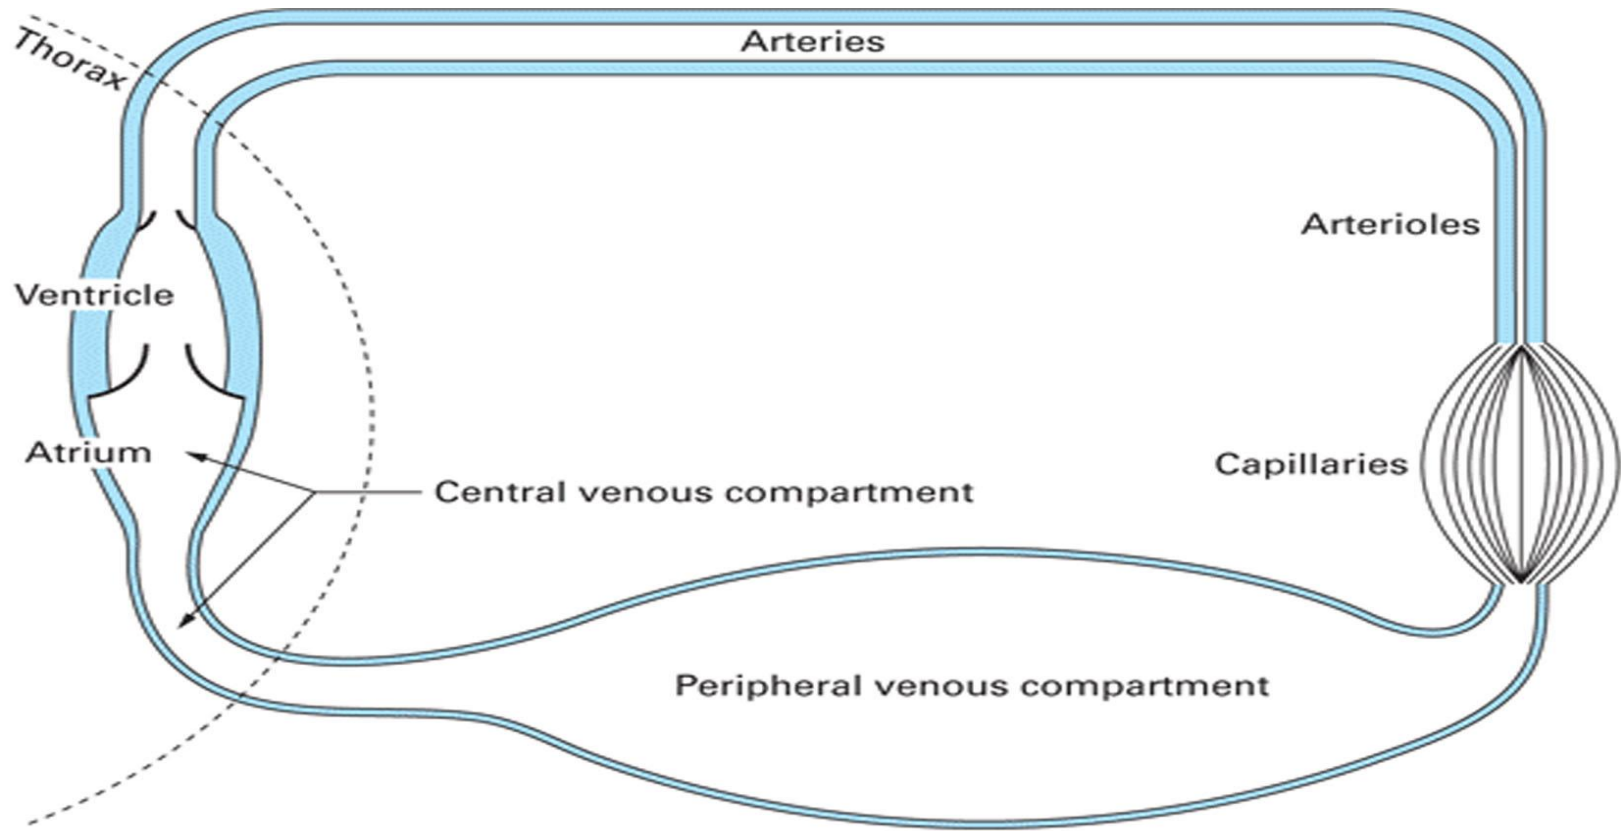 Thorax
Arteries
Arterioles
Ventricle
Atrium
Capillaries
Central venous compartment
Peripheral venous compartment